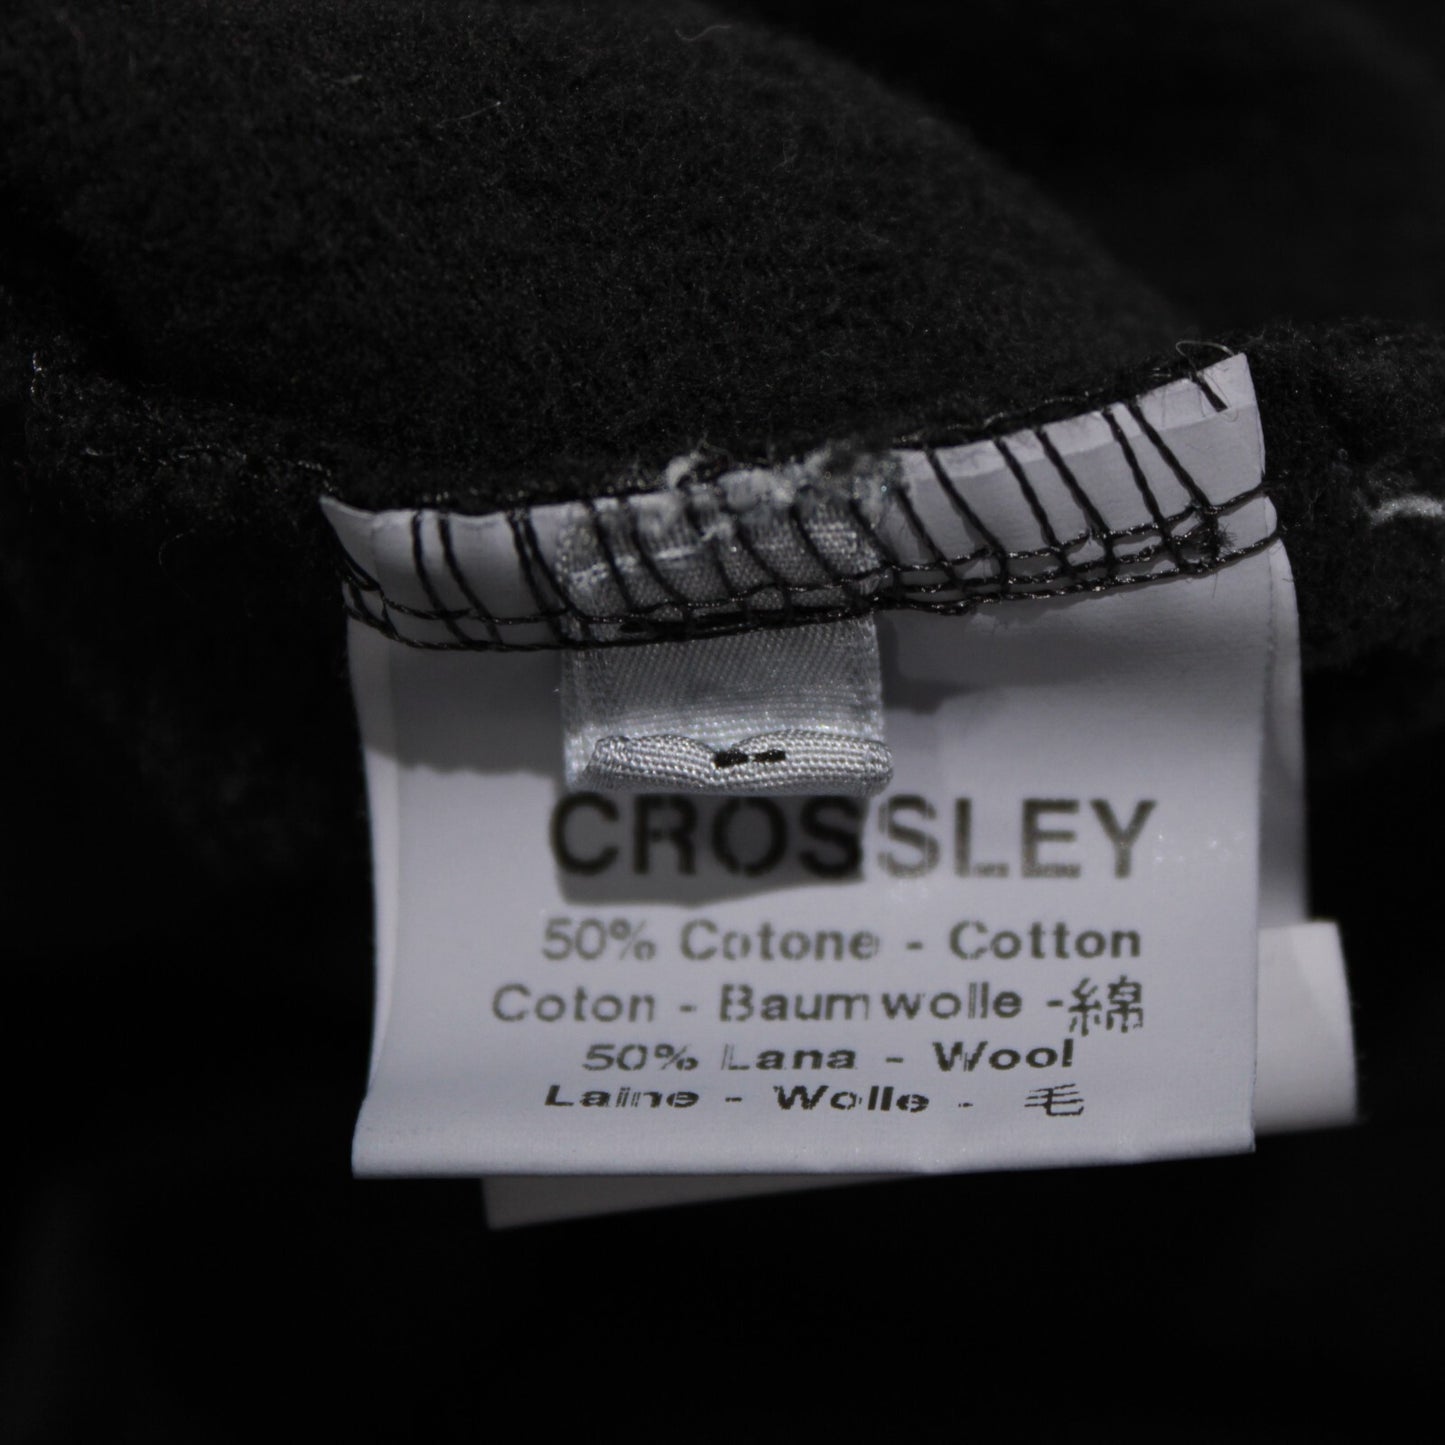 CROSSLEY
50% Cotone - Cotton
Coton - Baumwolle -綿
50% Lana - Wool
Laine - Wolle - 毛